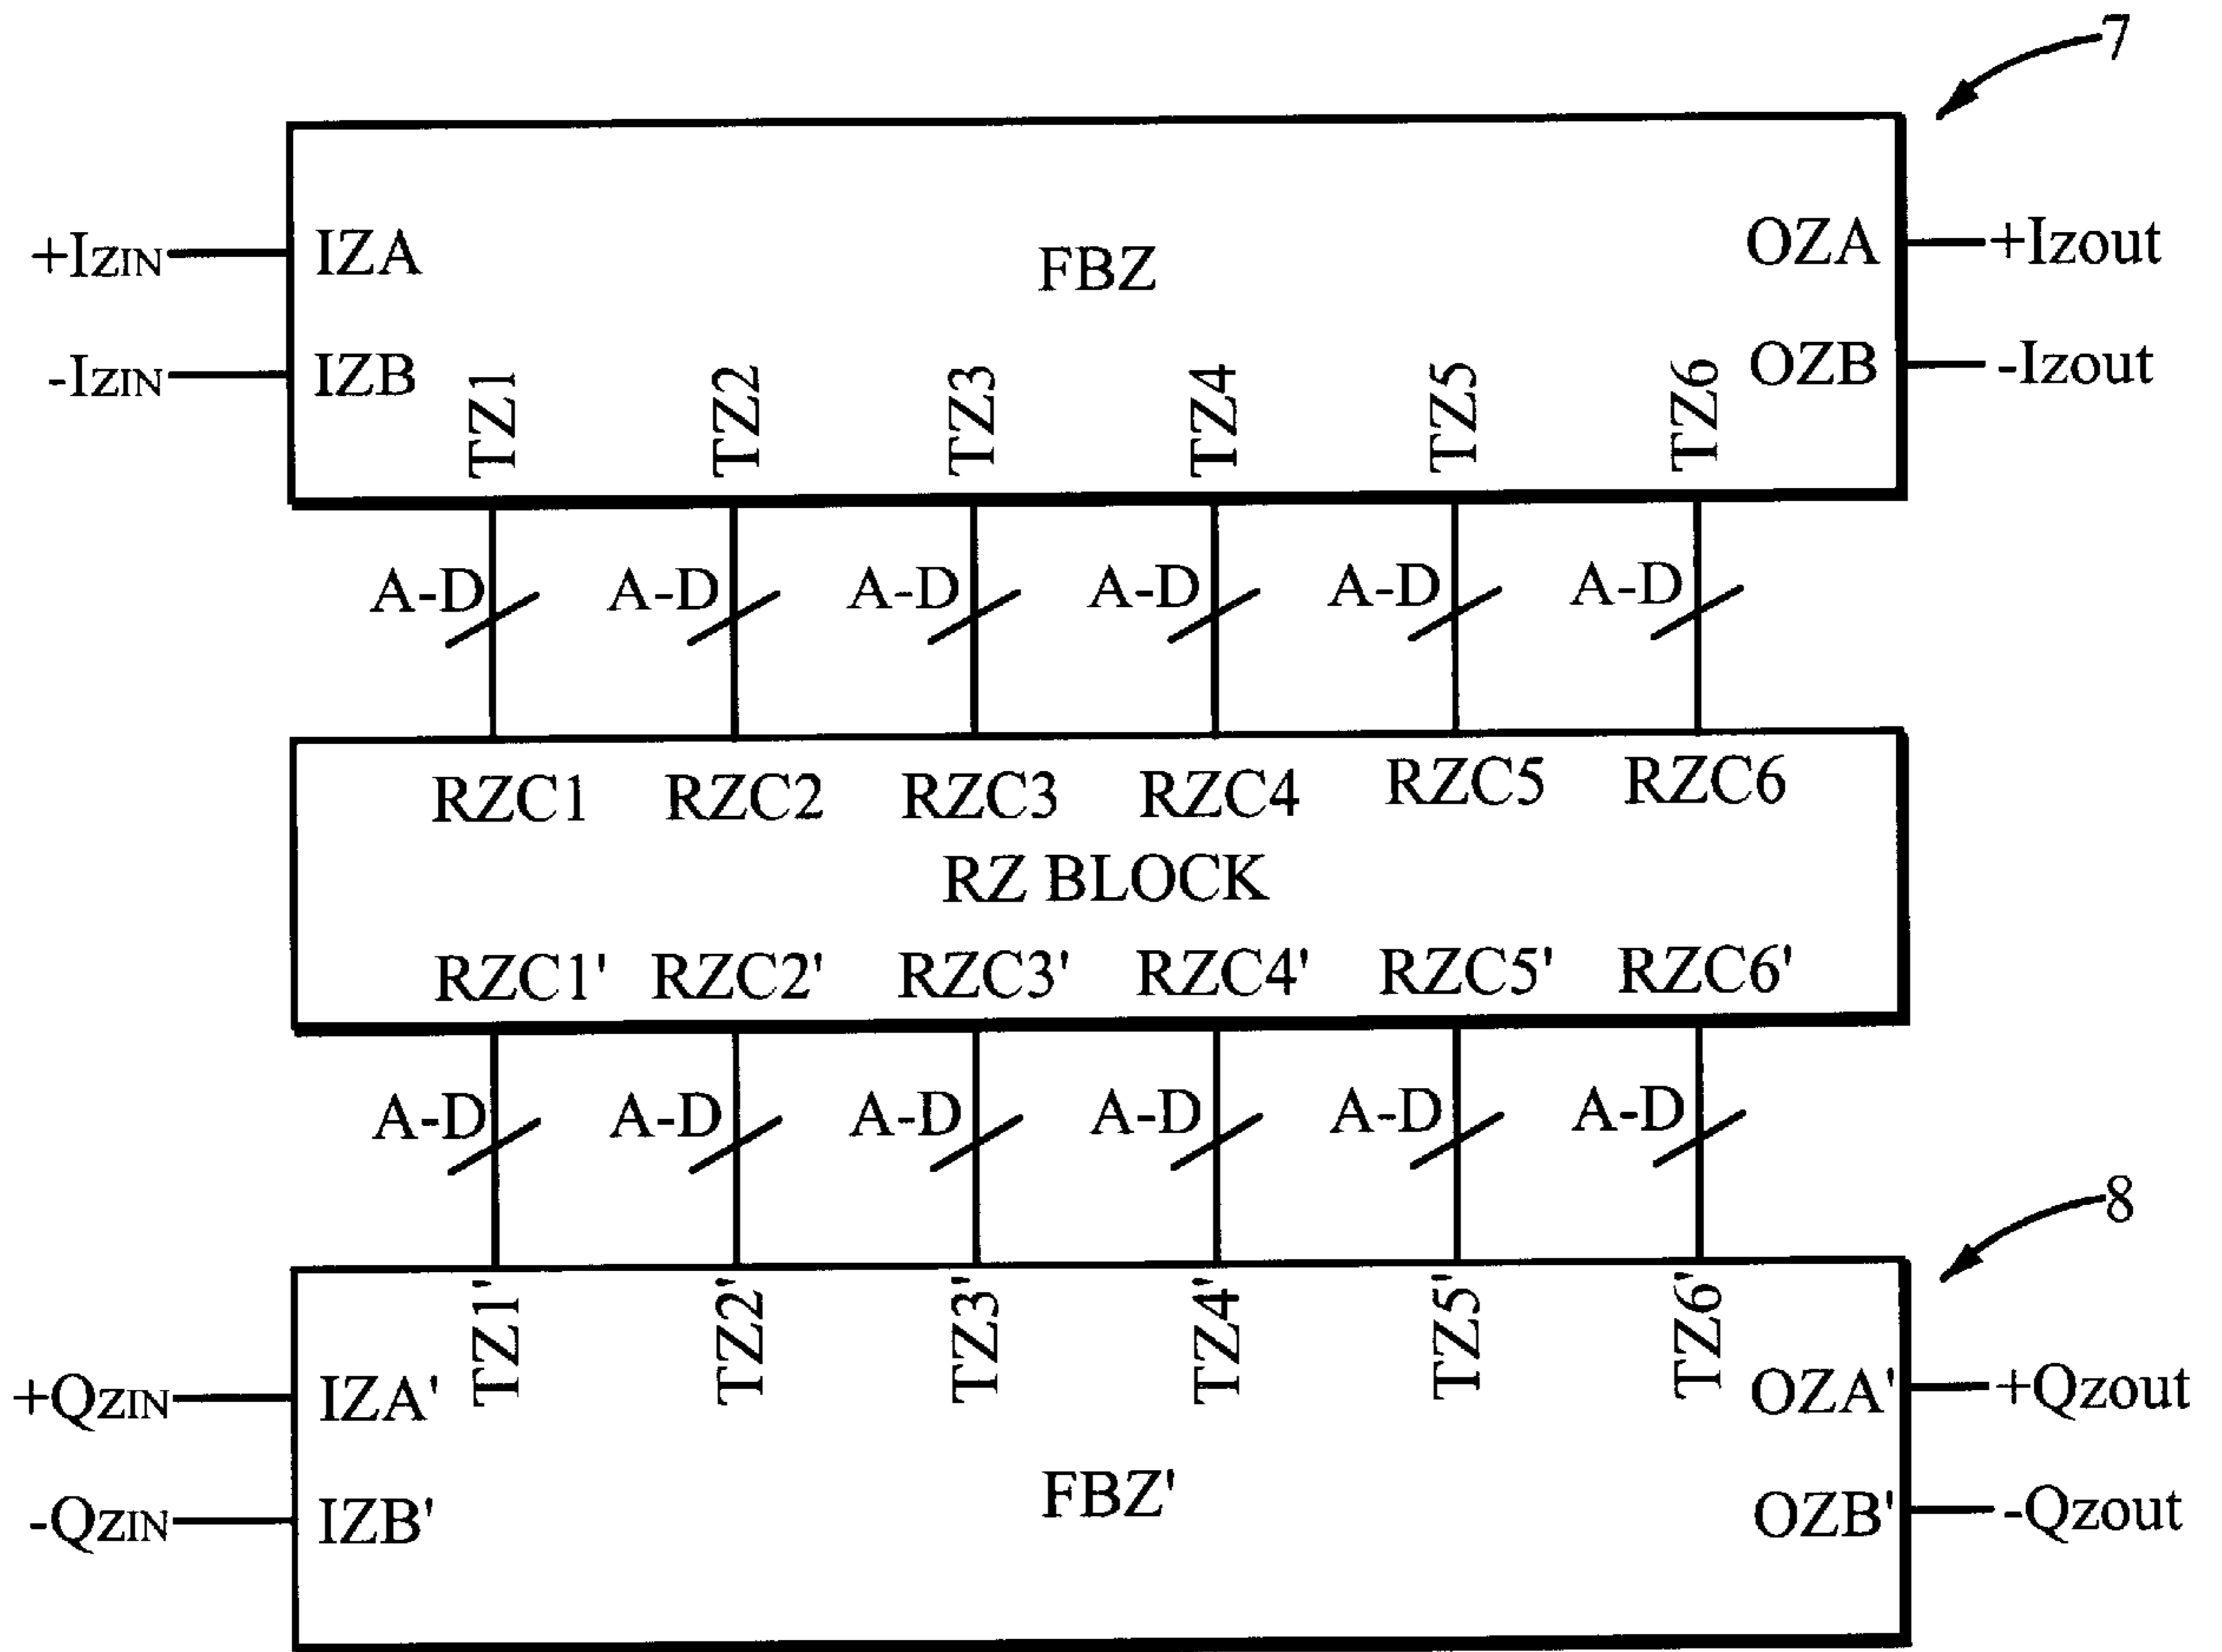 7
+IZIN IZA FBZ OZA +Izout
-IZIN IZB OZB -Izout
TZ1 TZ2 TZ3 TZ4 TZ5 TZ6
A-D A-D A-D A-D A-D A-D
RZC1 RZC2 RZC3 RZC4 RZC5 RZC6
RZ BLOCK
RZC1' RZC2' RZC3' RZC4' RZC5' RZC6'
A-D A-D A-D A-D A-D A-D
8
TZ1' TZ2' TZ3' TZ4' TZ5' TZ6'
+QZIN IZA' OZA' +Qzout
FBZ'
-QZIN IZB' OZB' -Qzout